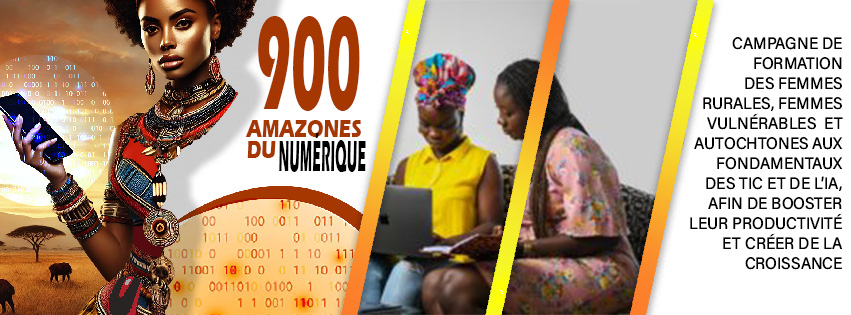 900
AMAZONES
DU NUMÉRIQUE
CAMPAGNE DE
FORMATION
DES FEMMES
RURALES, FEMMES
VULNÉRABLES ET
AUTOCHTONES AUX
FONDAMENTAUX
DES TIC ET DE L'IA,
AFIN DE BOOSTER
LEUR PRODUCTIVITÉ
ET CRÉER DE LA
CROISSANCE